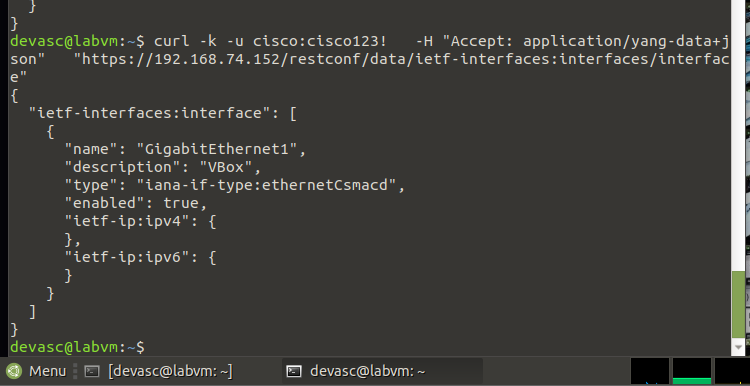 }
}
devasc@labvm:~$ curl -k -u cisco:cisco123!   -H "Accept: application/yang-data+j
son"   "https://192.168.74.152/restconf/data/ietf-interfaces:interfaces/interfac
e"
{
  "ietf-interfaces:interface": [
    {
      "name": "GigabitEthernet1",
      "description": "VBox",
      "type": "iana-if-type:ethernetCsmacd",
      "enabled": true,
      "ietf-ip:ipv4": {
      },
      "ietf-ip:ipv6": {
      }
    }
  ]
}
devasc@labvm:~$
Menu [devasc@labvm: ~] devasc@labvm: ~